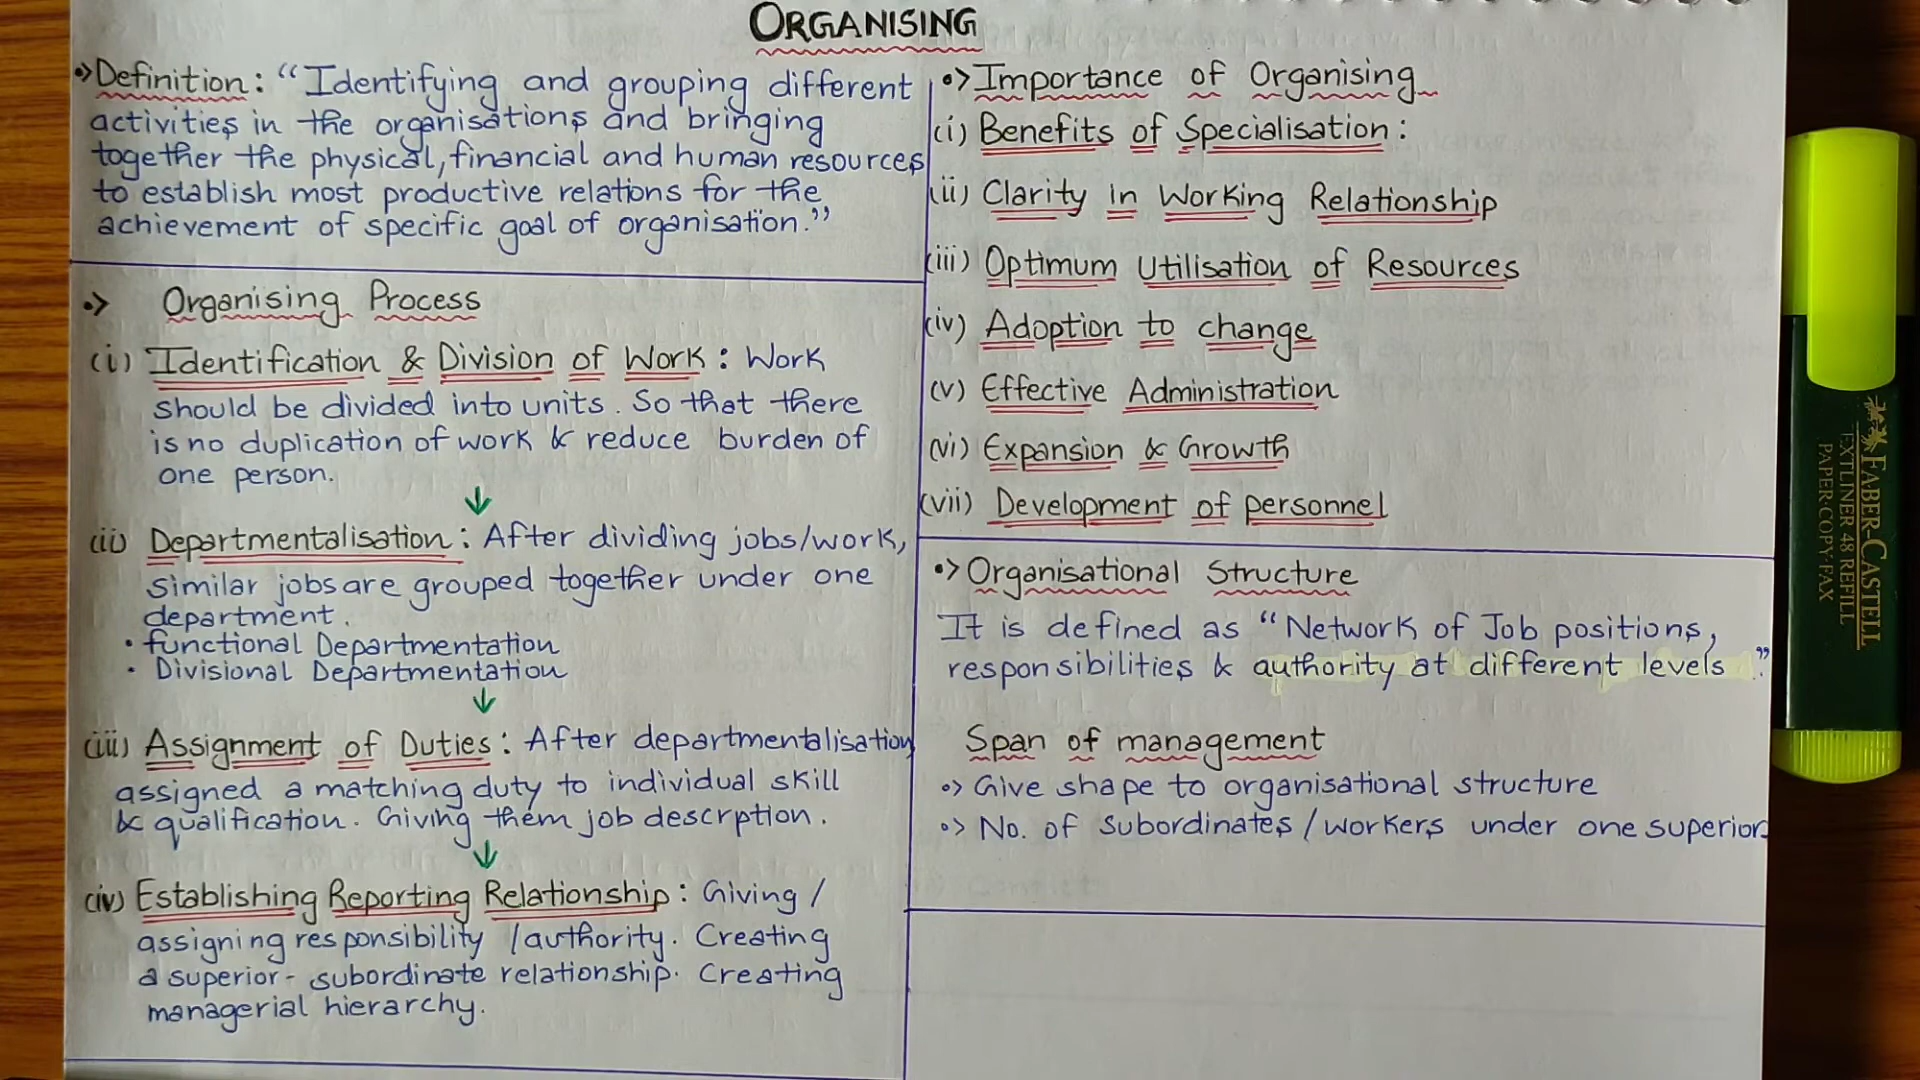 ORGANISING
Definition: "Identifying and grouping different
activities in the organisations and bringing
together the physical, financial and human resources
to establish most productive relations for the
achievement of specific goal of organisation."
Organising Process
(i) Identification & Division of Work: Work
should be divided into units. So that there
is no duplication of work & reduce burden of
one person.
(ii) Departmentalisation: After dividing jobs/work,
similar jobs are grouped together under one
department.
• functional Departmentation
• Divisional Departmentation
(iii) Assignment of Duties: After departmentalisation
assigned a matching duty to individual skill
& qualification. Giving them job descrption.
(iv) Establishing Reporting Relationship: Giving /
assigning responsibility /authority. Creating
a superior- subordinate relationship. Creating
managerial hierarchy.
Importance of Organising
(i) Benefits of Specialisation:
(ii) Clarity in Working Relationship
(iii) Optimum Utilisation of Resources
(iv) Adoption to change
(v) Effective Administration
(vi) Expansion & Growth
(vii) Development of personnel
Organisational Structure
It is defined as "Network of Job positions,
responsibilities & authority at different levels."
Span of management
Give shape to organisational structure
No. of Subordinates/workers under one superior
FABER-CASTELL
EXTLINER 48 REFILL
PAPER·COPY·FAX